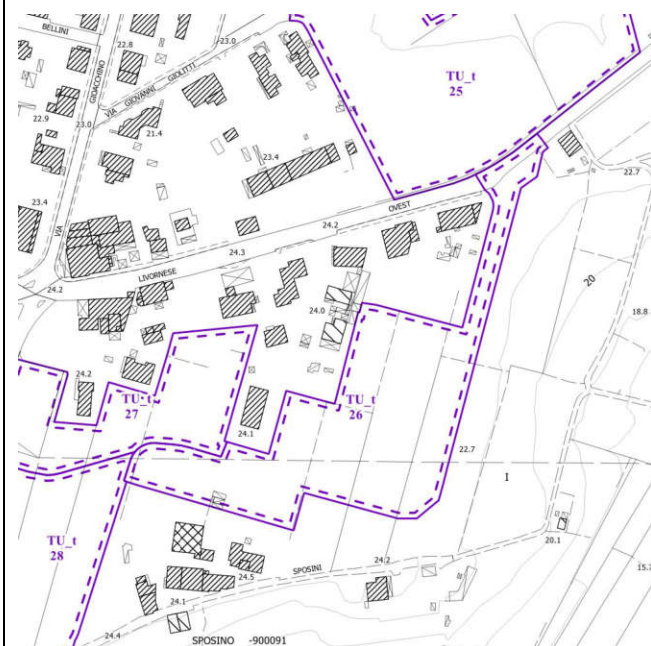 BELLINI
22.8
23.0
GIOACHINO
VIA GIOVANNI GIOLITTI
TU_t
25
22.9
23.0
21.4
23.4
22.7
23.4
VIA
OVEST
24.2
24.3
20
LIVORNESE
24.2
24.0
18.8
24.2
TU_t
27
TU_t
26
24.1
22.7
I
TU_t
28
20.1
24.2
SPOSINI
24.5
15.7
24.1
24.4
SPOSINO -900091